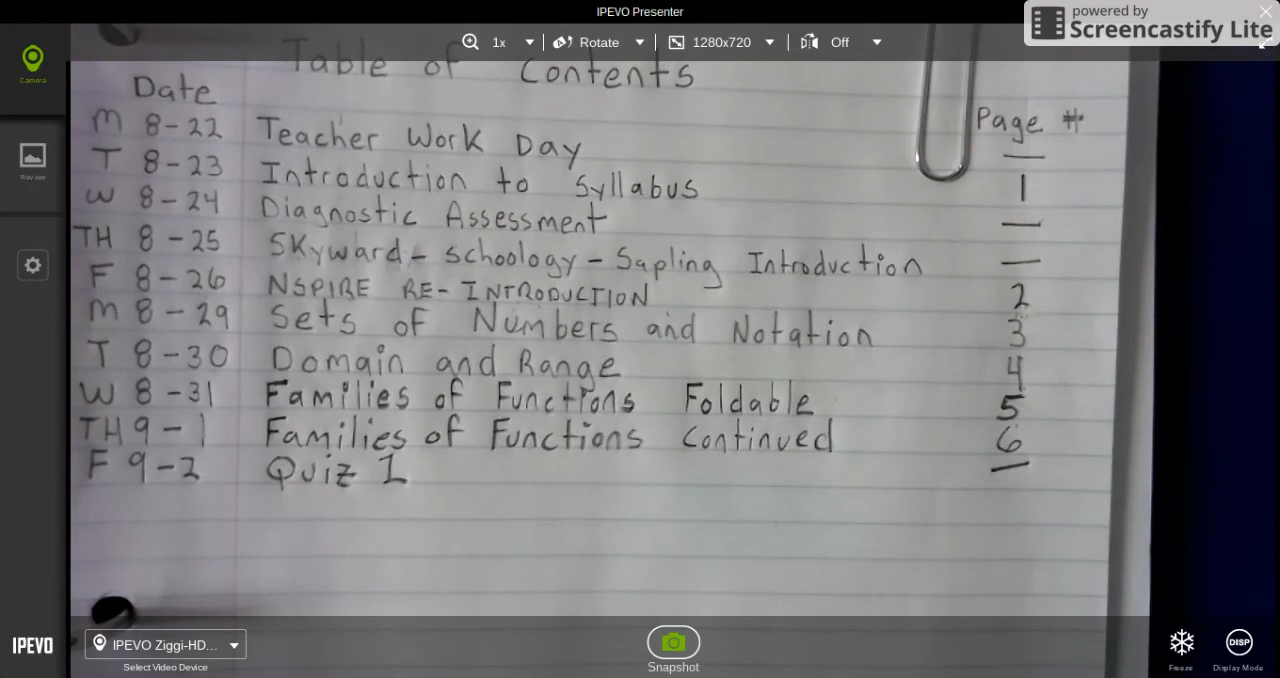 IPEVO Presenter
powered by
Screencastify Lite
Camera
1x Rotate 1280x720 Off
Table of Contents
Date Page #
M 8-22 Teacher Work Day —
T 8-23 Introduction to Syllabus 1
W 8-24 Diagnostic Assessment —
TH 8-25 Skyward - Schoology - Sapling Introduction —
F 8-26 NSPIRE RE-INTRODUCTION 2
M 8-29 Sets of Numbers and Notation 3
T 8-30 Domain and Range 4
W 8-31 Families of Functions Foldable 5
TH 9-1 Families of Functions Continued 6
F 9-2 Quiz 1 —
Review
IPEVO
IPEVO Ziggi-HD...
Select Video Device
Snapshot
Freeze
DISP
Display Mode